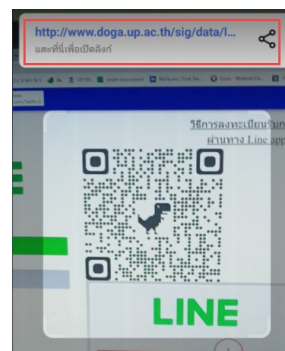 http://www.doga.up.ac.th/sig/data/l...
แตะที่นี่เพื่อเปิดลิงก์
วิธีการลงทะเบียนรับก
ผ่านทาง Line app
LINE